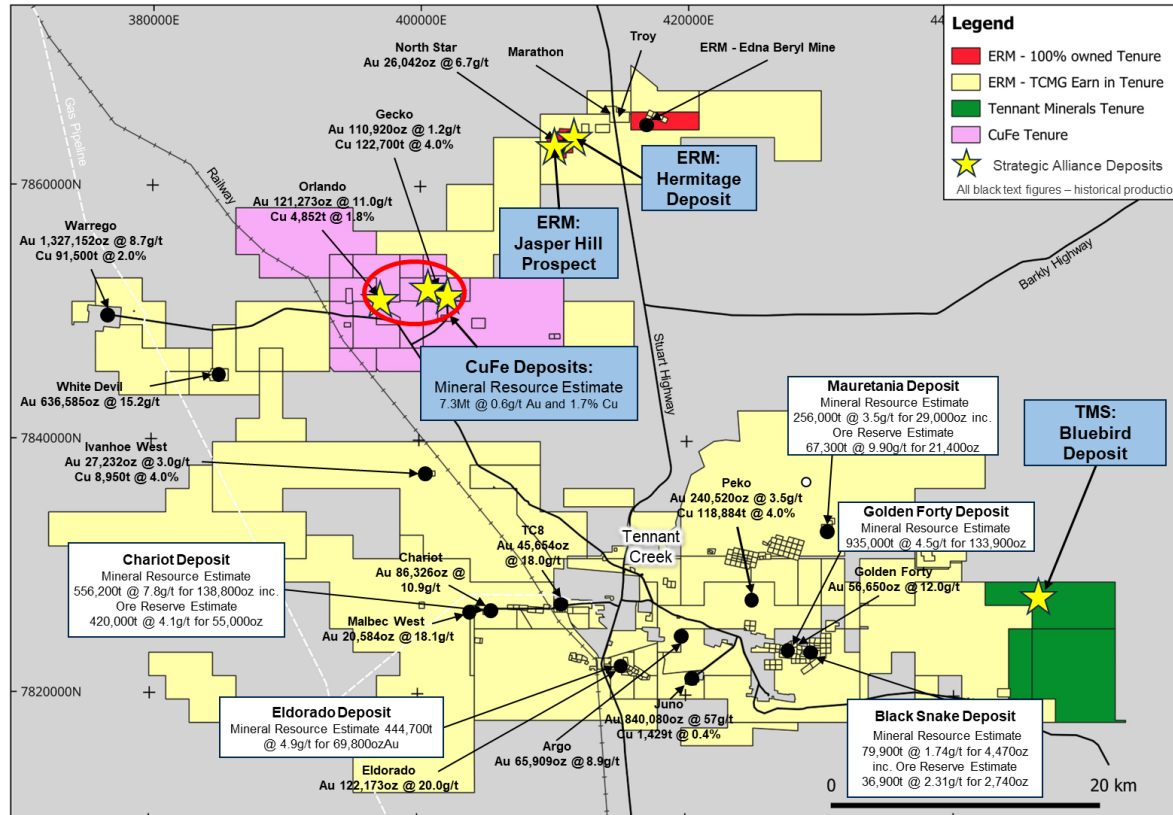 380000E
400000E
420000E
44
Legend
ERM - 100% owned Tenure
ERM - TCMG Earn in Tenure
Tennant Minerals Tenure
CuFe Tenure
Strategic Alliance Deposits
All black text figures – historical productio
North Star
Au 26,042oz @ 6.7g/t
Marathon
Troy
ERM - Edna Beryl Mine
Gas Pipeline
Railway
Gecko
Au 110,920oz @ 1.2g/t
Cu 122,700t @ 4.0%
7860000N
ERM:
Hermitage
Deposit
Orlando
Au 121,273oz @ 11.0g/t
Cu 4,852t @ 1.8%
ERM:
Jasper Hill
Prospect
Warrego
Au 1,327,152oz @ 8.7g/t
Cu 91,500t @ 2.0%
Barkly Highway
Stuart Highway
CuFe Deposits:
Mineral Resource Estimate
7.3Mt @ 0.6g/t Au and 1.7% Cu
White Devil
Au 636,585oz @ 15.2g/t
Mauretania Deposit
Mineral Resource Estimate
256,000t @ 3.5g/t for 29,000oz inc.
Ore Reserve Estimate
67,300t @ 9.90g/t for 21,400oz
TMS:
Bluebird
Deposit
7840000N
Ivanhoe West
Au 27,232oz @ 3.0g/t
Cu 8,950t @ 4.0%
Peko
Au 240,520oz @ 3.5g/t
Cu 118,884t @ 4.0%
Golden Forty Deposit
Mineral Resource Estimate
935,000t @ 4.5g/t for 133,900oz
TC8
Au 45,654oz
@ 18.0g/t
Tennant
Creek
Chariot Deposit
Mineral Resource Estimate
556,200t @ 7.8g/t for 138,800oz inc.
Ore Reserve Estimate
420,000t @ 4.1g/t for 55,000oz
Chariot
Au 86,326oz @
10.9g/t
Golden Forty
Au 56,650oz @ 12.0g/t
Malbec West
Au 20,584oz @ 18.1g/t
7820000N
Eldorado Deposit
Mineral Resource Estimate 444,700t
@ 4.9g/t for 69,800ozAu
Juno
Au 840,080oz @ 57g/t
Cu 1,429t @ 0.4%
Black Snake Deposit
Mineral Resource Estimate
79,900t @ 1.74g/t for 4,470oz
inc. Ore Reserve Estimate
36,900t @ 2.31g/t for 2,740oz
Argo
Au 65,909oz @ 8.9g/t
Eldorado
Au 122,173oz @ 20.0g/t
0
20 km